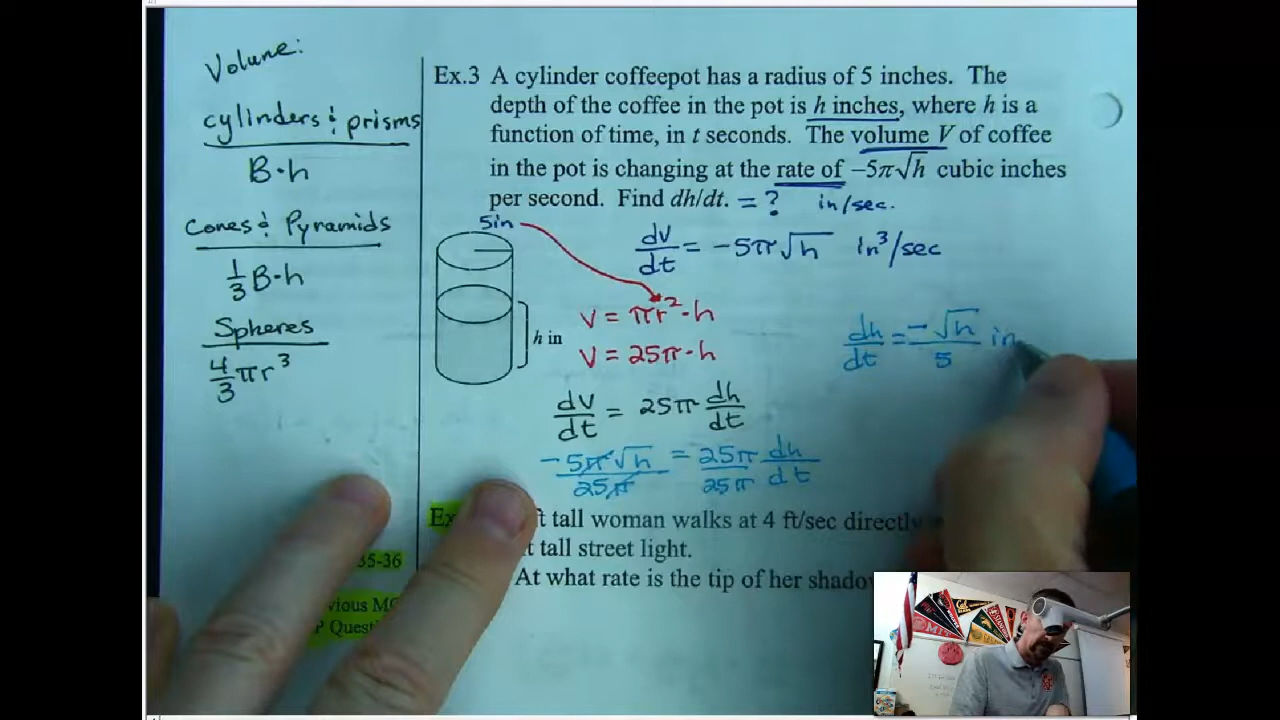 Volume:
cylinders & prisms
B·h
Cones & Pyramids
1/3 B·h
Spheres
4/3 πr³
Ex.3 A cylinder coffeepot has a radius of 5 inches. The
depth of the coffee in the pot is h inches, where h is a
function of time, in t seconds. The volume V of coffee
in the pot is changing at the rate of −5π√h cubic inches
per second. Find dh/dt. = ? in/sec.
5in
dV/dt = −5π√h in³/sec
V = πr²·h
h in
V = 25π·h
dh/dt = −√h/5 in
dV/dt = 25π dh/dt
−5π√h/25π = 25π/25π dh/dt
t tall woman walks at 4 ft/sec directly
t tall street light.
At what rate is the tip of her shadow
35-36
vious MC
P Questi
MIT